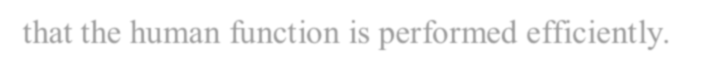 that the human function is performed efficiently.